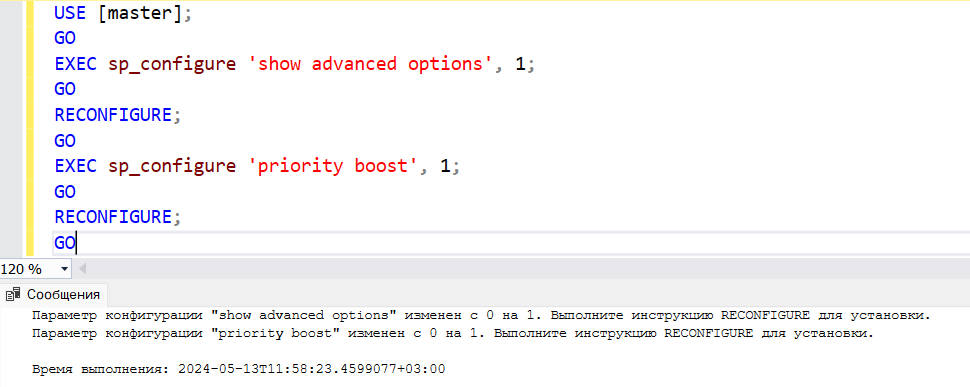 USE [master];
GO
EXEC sp_configure 'show advanced options', 1;
GO
RECONFIGURE;
GO
EXEC sp_configure 'priority boost', 1;
GO
RECONFIGURE;
GO
120 %
Сообщения
Параметр конфигурации "show advanced options" изменен с 0 на 1. Выполните инструкцию RECONFIGURE для установки.
Параметр конфигурации "priority boost" изменен с 0 на 1. Выполните инструкцию RECONFIGURE для установки.
Время выполнения: 2024-05-13T11:58:23.4599077+03:00